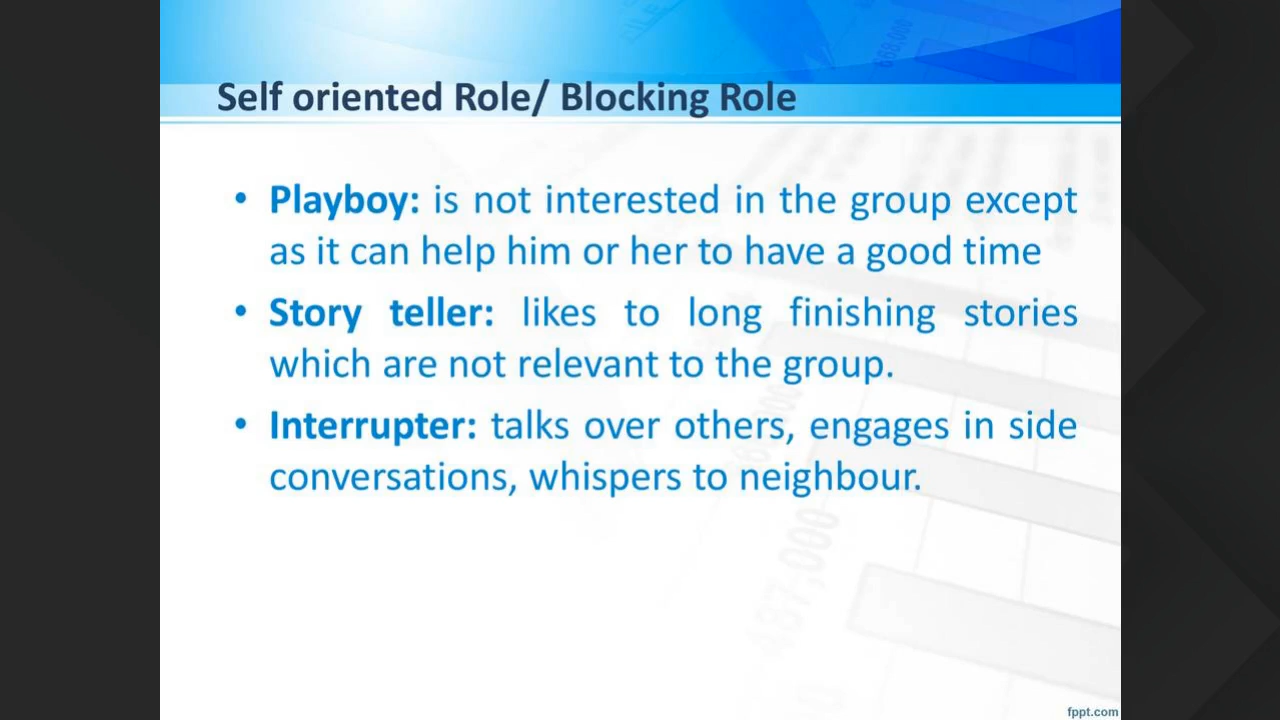 Self oriented Role/ Blocking Role
• Playboy: is not interested in the group except
as it can help him or her to have a good time
• Story teller: likes to long finishing stories
which are not relevant to the group.
• Interrupter: talks over others, engages in side
conversations, whispers to neighbour.
487,000
fppt.com